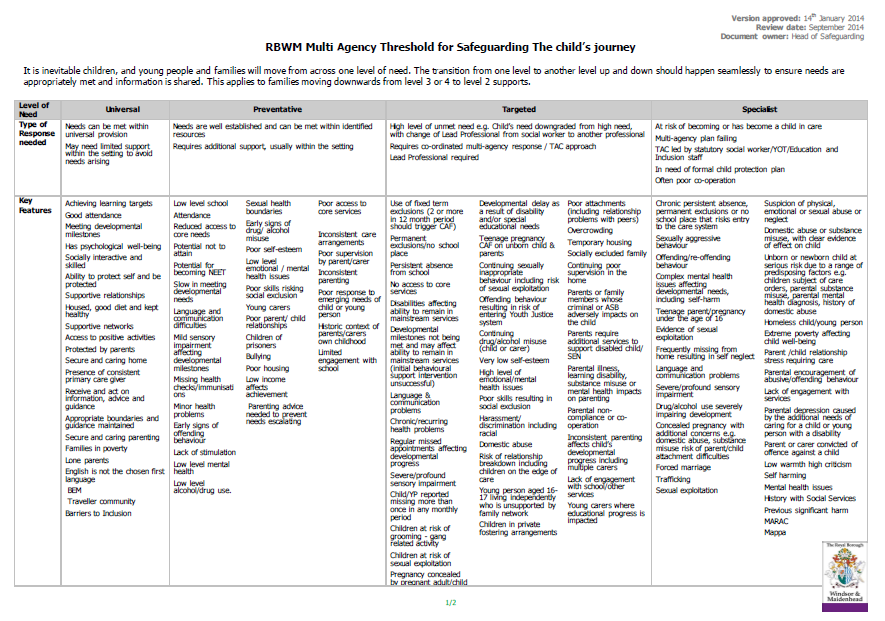 Version approved: 14th January 2014
Review date: September 2014
Document owner: Head of Safeguarding
RBWM Multi Agency Threshold for Safeguarding The child's journey
It is inevitable children, and young people and families will move from across one level of need. The transition from one level to another level up and down should happen seamlessly to ensure needs are
appropriately met and information is shared. This applies to families moving downwards from level 3 or 4 to level 2 supports.
Level of
Need
Universal
Preventative
Targeted
Specialist
Type of
Response
needed
Needs can be met within
universal provision
May need limited support
within the setting to avoid
needs arising
Needs are well established and can be met within identified
resources
Requires additional support, usually within the setting
High level of unmet need e.g. Child's need downgraded from high need,
with change of Lead Professional from social worker to another professional
Requires co-ordinated multi-agency response / TAC approach
Lead Professional required
At risk of becoming or has become a child in care
Multi-agency plan failing
TAC led by statutory social worker/YOT/Education and
Inclusion staff
In need of formal child protection plan
Often poor co-operation
Key
Features
Achieving learning targets
Good attendance
Meeting developmental
milestones
Has psychological well-being
Socially interactive and
skilled
Ability to protect self and be
protected
Supportive relationships
Housed, good diet and kept
healthy
Supportive networks
Access to positive activities
Protected by parents
Secure and caring home
Presence of consistent
primary care giver
Receive and act on
information, advice and
guidance
Appropriate boundaries and
guidance maintained
Secure and caring parenting
Families in poverty
Lone parents
English is not the chosen first
language
BEM
Traveller community
Barriers to Inclusion
Low level school
Attendance
Reduced access to
core needs
Potential not to
attain
Potential for
becoming NEET
Slow in meeting
developmental
needs
Language and
communication
difficulties
Mild sensory
impairment
affecting
developmental
milestones
Missing health
checks/immunisati
ons
Minor health
problems
Early signs of
offending
behaviour
Lack of stimulation
Low level mental
health
Low level
alcohol/drug use.
Sexual health
boundaries
Early signs of
drug/ alcohol
misuse
Poor self-esteem
Low level
emotional / mental
health issues
Poor skills risking
social exclusion
Young carers
Poor parent/ child
relationships
Children of
prisoners
Bullying
Poor housing
Low income
affects
achievement
Parenting advice
needed to prevent
needs escalating
Poor access to
core services
Inconsistent care
arrangements
Poor supervision
by parent/carer
Inconsistent
parenting
Poor response to
emerging needs of
child or young
person
Historic context of
parents/carers
own childhood
Limited
engagement with
school
Use of fixed term
exclusions (2 or more
in 12 month period
should trigger CAF)
Permanent
exclusions/no school
place
Persistent absence
from school
No access to core
services
Disabilities affecting
ability to remain in
mainstream services
Developmental
milestones not being
met and may affect
ability to remain in
mainstream services
(initial behavioural
support intervention
unsuccessful)
Language &
communication
problems
Chronic/recurring
health problems
Regular missed
appointments affecting
developmental
progress
Severe/profound
sensory impairment
Child/YP reported
missing more than
once in any monthly
period
Children at risk of
grooming - gang
related activity
Children at risk of
sexual exploitation
Pregnancy concealed
by pregnant adult/child
Developmental delay as
a result of disability
and/or special
educational needs
Teenage pregnancy
CAF on unborn child &
parents
Continuing sexually
inappropriate
behaviour including risk
of sexual exploitation
Offending behaviour
resulting in risk of
entering Youth Justice
system
Continuing
drug/alcohol misuse
(child or carer)
Very low self-esteem
High level of
emotional/mental
health issues
Poor skills resulting in
social exclusion
Harassment/
discrimination including
racial
Domestic abuse
Risk of relationship
breakdown including
children on the edge of
care
Young person aged 16-
17 living independently
who is unsupported by
family network
Children in private
fostering arrangements
Poor attachments
(including relationship
problems with peers)
Overcrowding
Temporary housing
Socially excluded family
Continuing poor
supervision in the
home
Parents or family
members whose
criminal or ASB
adversely impacts on
the child
Parents require
additional services to
support disabled child/
SEN
Parental illness,
learning disability,
substance misuse or
mental health impacts
on parenting
Parental non-
compliance or co-
operation
Inconsistent parenting
affects child's
developmental
progress including
multiple carers
Lack of engagement
with school/other
services
Young carers where
educational progress is
impacted
Chronic persistent absence,
permanent exclusions or no
school place that risks entry
to the care system
Sexually aggressive
behaviour
Offending/re-offending
behaviour
Complex mental health
issues affecting
developmental needs,
including self-harm
Teenage parent/pregnancy
under the age of 16
Evidence of sexual
exploitation
Frequently missing from
home resulting in self neglect
Language and
communication problems
Severe/profound sensory
impairment
Drug/alcohol use severely
impairing development
Concealed pregnancy with
additional concerns e.g.
domestic abuse, substance
misuse risk of parent/child
attachment difficulties
Forced marriage
Trafficking
Sexual exploitation
Suspicion of physical,
emotional or sexual abuse or
neglect
Domestic abuse or substance
misuse, with clear evidence
of effect on child
Unborn or newborn child at
serious risk due to a range of
predisposing factors e.g.
children subject of care
orders, parental substance
misuse, parental mental
health diagnosis, history of
domestic abuse
Homeless child/young person
Extreme poverty affecting
child well-being
Parent /child relationship
stress requiring care
Parental encouragement of
abusive/offending behaviour
Lack of engagement with
services
Parental depression caused
by the additional needs of
caring for a child or young
person with a disability
Parent or carer convicted of
offence against a child
Low warmth high criticism
Self harming
Mental health issues
History with Social Services
Previous significant harm
MARAC
Mappa
The Royal Borough
Windsor &
Maidenhead
1/2